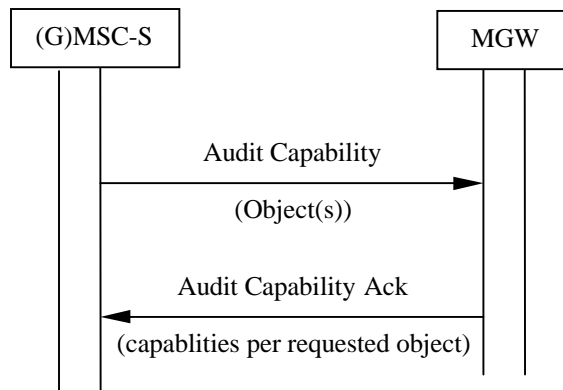 (G)MSC-S
MGW
Audit Capability
(Object(s))
Audit Capability Ack
(capablities per requested object)